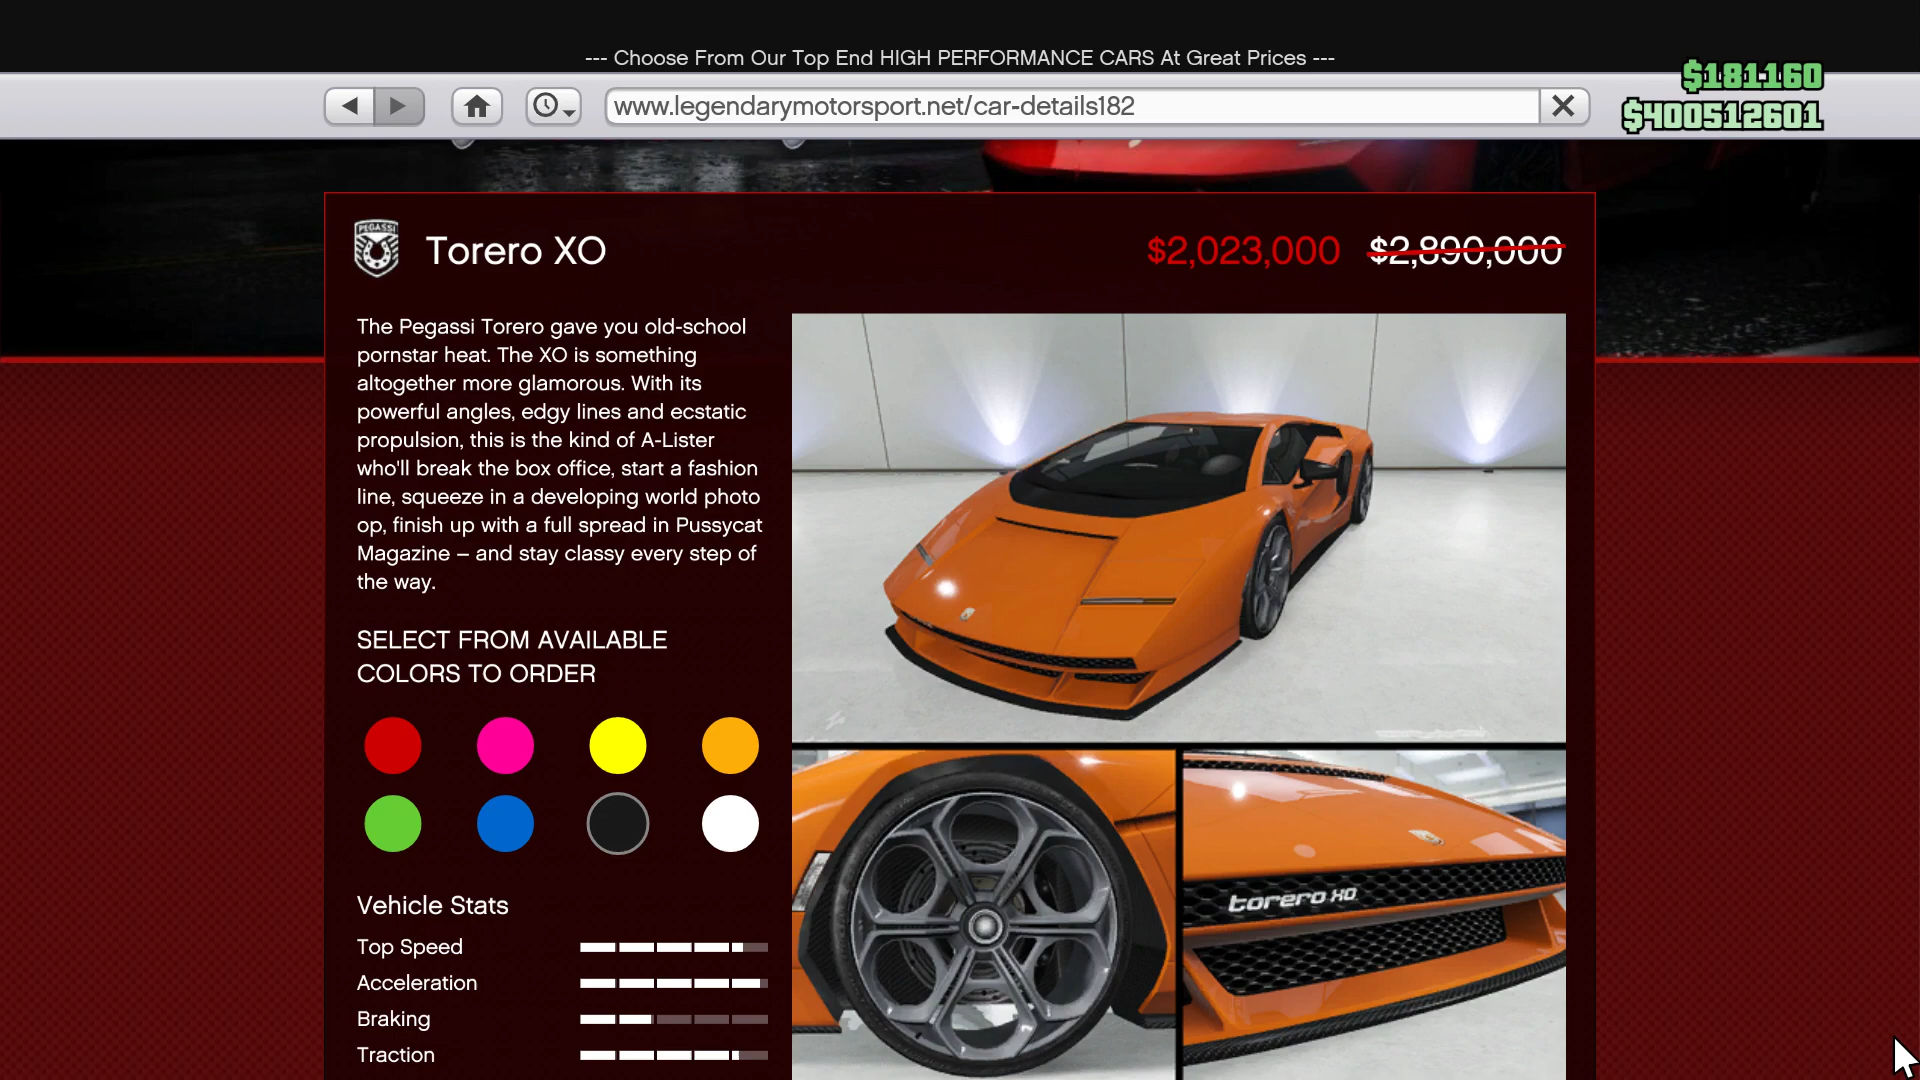 --- Choose From Our Top End HIGH PERFORMANCE CARS At Great Prices ---
$181160
www.legendarymotorsport.net/car-details182
$400512601
PEGASSI
Torero XO
$2,023,000 $2,890,000
The Pegassi Torero gave you old-school
pornstar heat. The XO is something
altogether more glamorous. With its
powerful angles, edgy lines and ecstatic
propulsion, this is the kind of A-Lister
who'll break the box office, start a fashion
line, squeeze in a developing world photo
op, finish up with a full spread in Pussycat
Magazine – and stay classy every step of
the way.
SELECT FROM AVAILABLE
COLORS TO ORDER
Vehicle Stats
Top Speed
Acceleration
Braking
Traction
torero xo